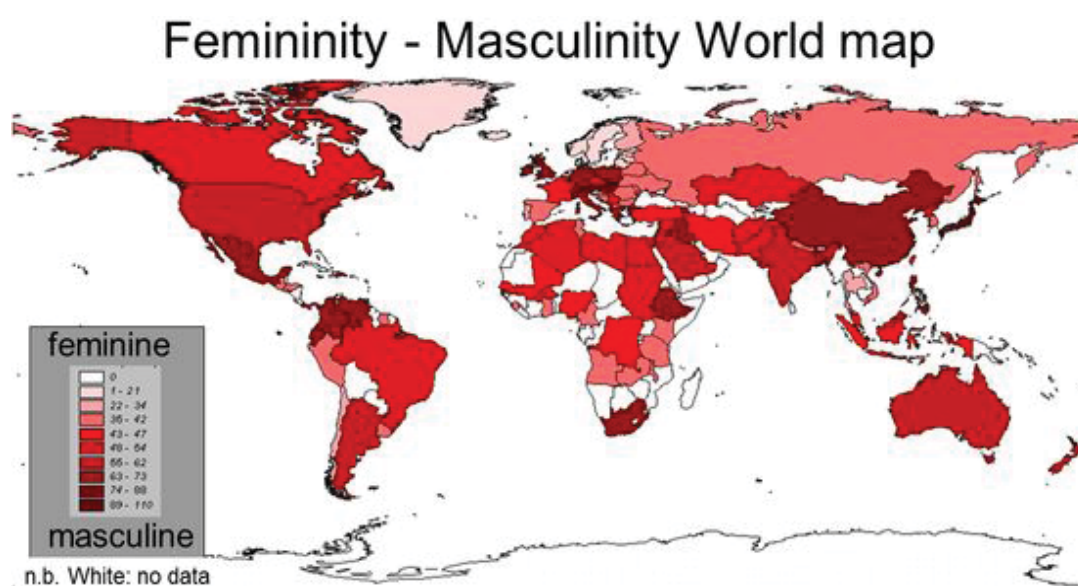 Femininity - Masculinity World map
feminine
0
1 - 21
22 - 34
35 - 42
43 - 47
48 - 54
55 - 62
63 - 73
74 - 88
89 - 110
masculine
n.b. White: no data